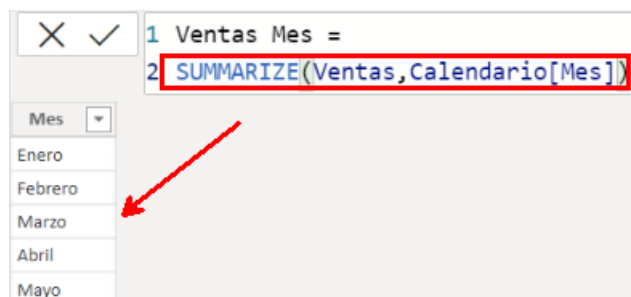 1 Ventas Mes =
2 SUMMARIZE(Ventas,Calendario[Mes])
Mes
Enero
Febrero
Marzo
Abril
Mayo